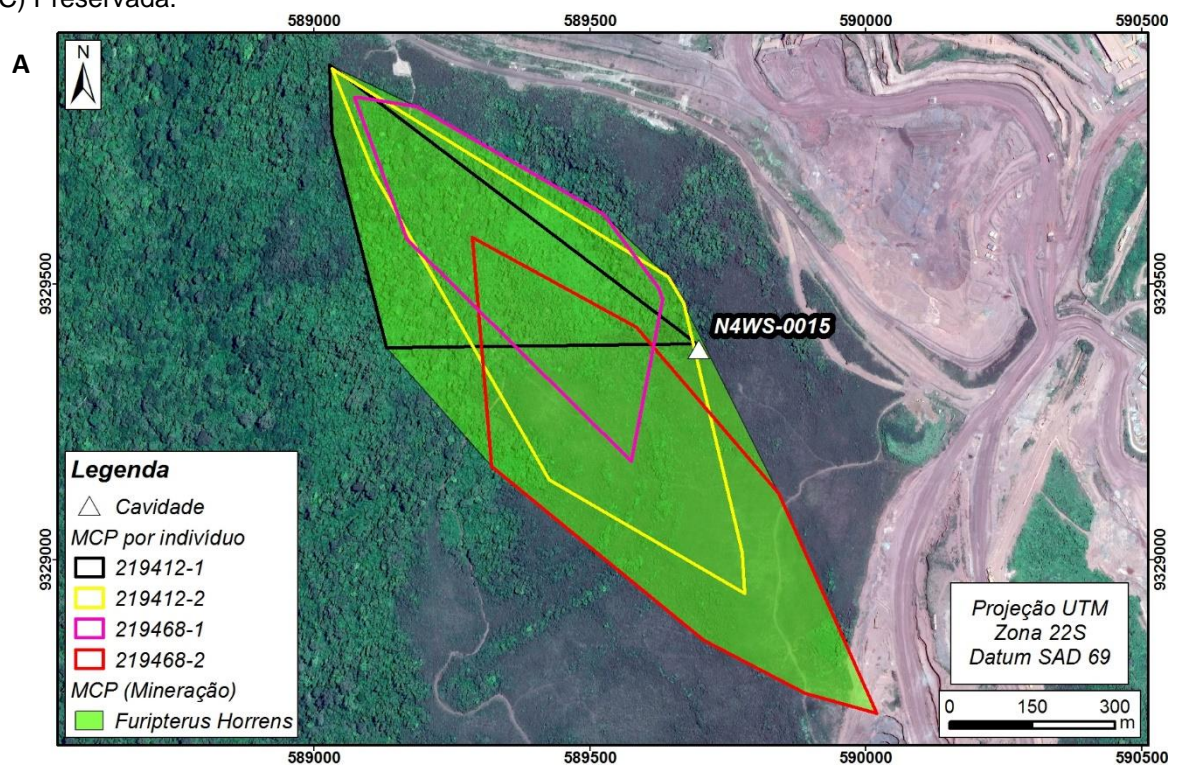 C) Preservada.
589000 589500 590000 590500
A
N
9329500 9329500
N4WS-0015
Legenda
Cavidade
MCP por indivíduo
219412-1
219412-2
219468-1
219468-2
MCP (Mineração)
Furipterus Horrens
9329000 9329000
Projeção UTM
Zona 22S
Datum SAD 69
0 150 300
m
589000 589500 590000 590500